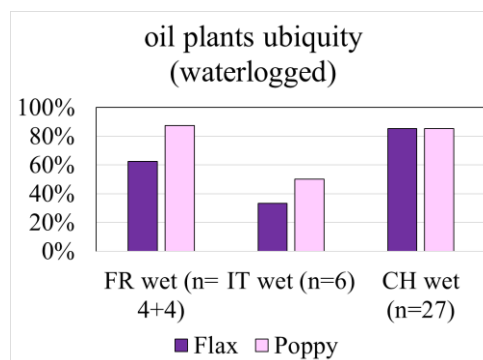 oil plants ubiquity
(waterlogged)
100%
80%
60%
40%
20%
0%
FR wet (n=
4+4)
IT wet (n=6)
CH wet
(n=27)
Flax
Poppy